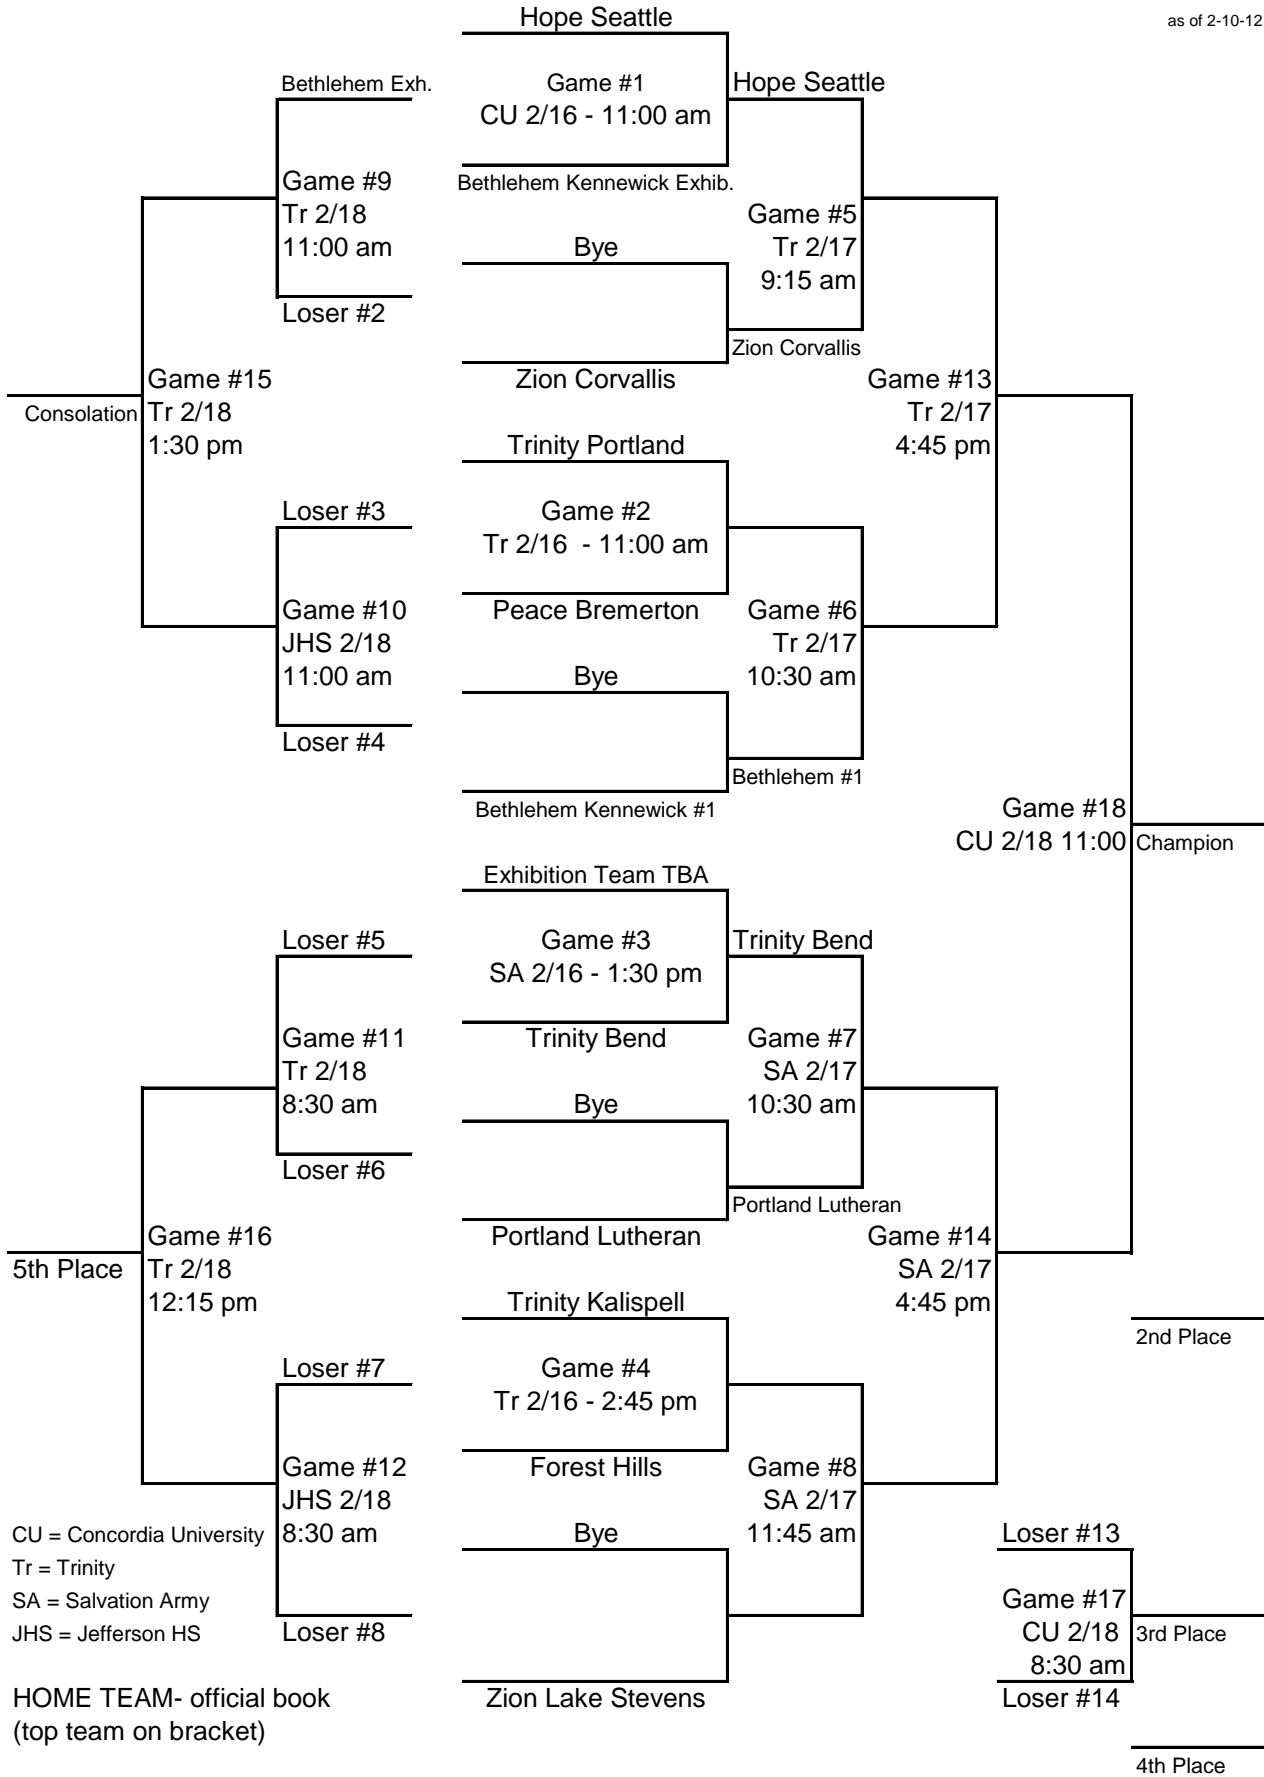 Hope Seattle
as of 2-10-12
Bethlehem Exh.
Game #1
CU 2/16 - 11:00 am
Hope Seattle
Bethlehem Kennewick Exhib.
Game #9
Tr 2/18
11:00 am
Loser #2
Bye
Game #5
Tr 2/17
9:15 am
Zion Corvallis
Zion Corvallis
Game #15
Tr 2/18
1:30 pm
Consolation
Game #13
Tr 2/17
4:45 pm
Trinity Portland
Loser #3
Game #2
Tr 2/16 - 11:00 am
Peace Bremerton
Game #10
JHS 2/18
11:00 am
Loser #4
Game #6
Tr 2/17
10:30 am
Bye
Bethlehem #1
Bethlehem Kennewick #1
Game #18
CU 2/18 11:00
Champion
Exhibition Team TBA
Loser #5
Game #3
SA 2/16 - 1:30 pm
Trinity Bend
Trinity Bend
Game #11
Tr 2/18
8:30 am
Loser #6
Game #7
SA 2/17
10:30 am
Bye
Portland Lutheran
Portland Lutheran
Game #16
Tr 2/18
12:15 pm
5th Place
Game #14
SA 2/17
4:45 pm
Trinity Kalispell
2nd Place
Loser #7
Game #4
Tr 2/16 - 2:45 pm
Forest Hills
Game #12
JHS 2/18
8:30 am
Loser #8
Game #8
SA 2/17
11:45 am
Bye
Zion Lake Stevens
CU = Concordia University
Tr = Trinity
SA = Salvation Army
JHS = Jefferson HS
Loser #13
Game #17
CU 2/18
8:30 am
Loser #14
3rd Place
HOME TEAM- official book
(top team on bracket)
4th Place